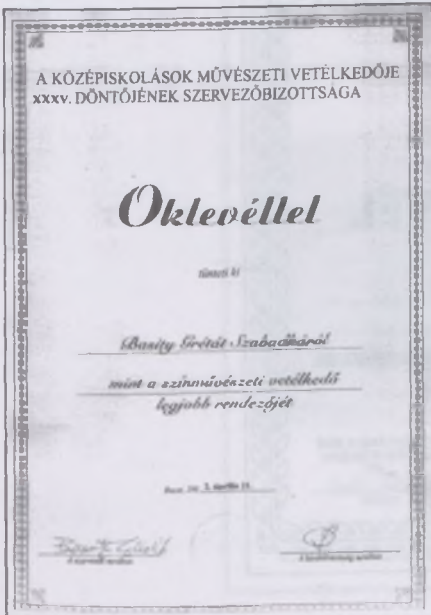 A KÖZÉPISKOLÁSOK MŰVÉSZETI VETÉLKEDŐJE
XXXV. DÖNTŐJÉNEK SZERVEZŐBIZOTTSÁGA
Oklevéllel
tünteti ki
Basity Grétát Szabadkáról
mint a színművészeti vetélkedő
legjobb rendezőjét